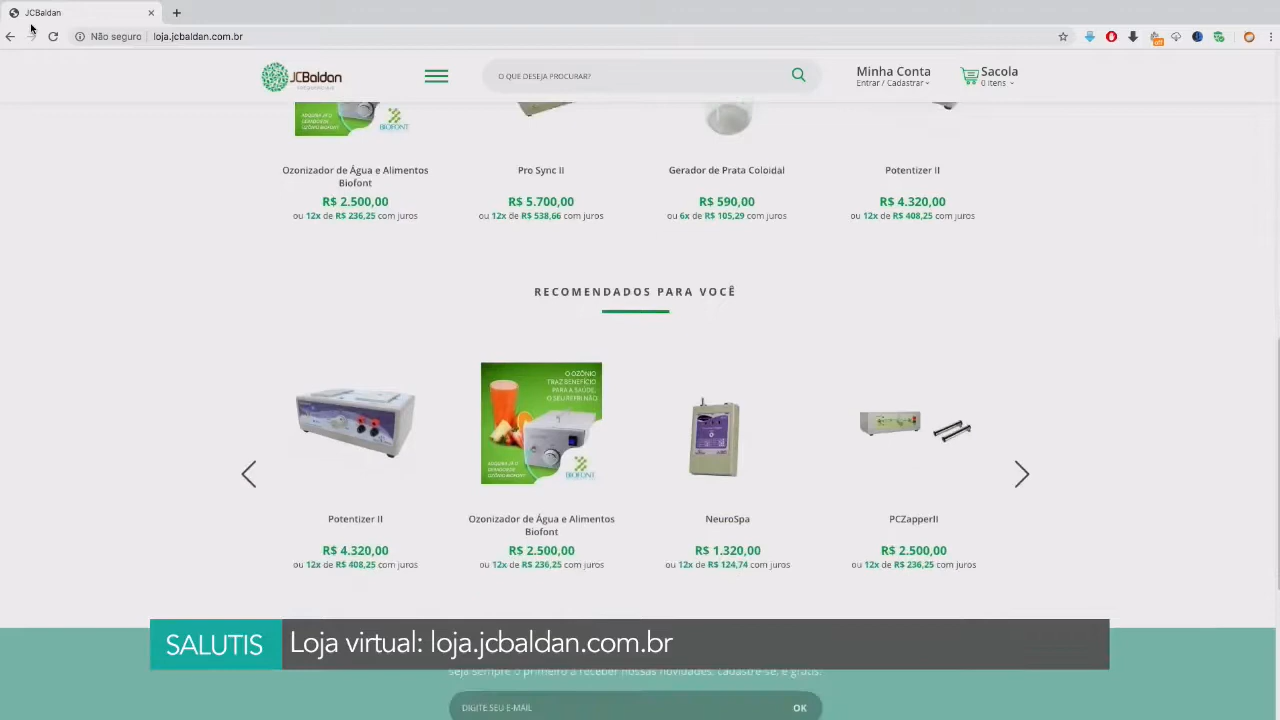 JCBaldan
Não seguro
loja.jcbaldan.com.br
JCBaldan
O QUE DESEJA PROCURAR?
Minha Conta
Entrar / Cadastrar
Sacola
0 itens
BIOFONT
Ozonizador de Água e Alimentos
Biofont
R$ 2.500,00
ou 12x de R$ 236,25 com juros
Pro Sync II
R$ 5.700,00
ou 12x de R$ 538,66 com juros
Gerador de Prata Coloidal
R$ 590,00
ou 6x de R$ 105,29 com juros
Potentizer II
R$ 4.320,00
ou 12x de R$ 408,25 com juros
RECOMENDADOS PARA VOCÊ
O OZÔNIO
TRAZ BENEFÍCIO
PARA A SAÚDE,
O SEU REFRI NÃO
BIOFONT
Potentizer II
R$ 4.320,00
ou 12x de R$ 408,25 com juros
Ozonizador de Água e Alimentos
Biofont
R$ 2.500,00
ou 12x de R$ 236,25 com juros
NeuroSpa
R$ 1.320,00
ou 12x de R$ 124,74 com juros
PCZapperII
R$ 2.500,00
ou 12x de R$ 236,25 com juros
SALUTIS
Loja virtual: loja.jcbaldan.com.br
seja sempre o primeiro a receber nossas novidades, cadastre-se, é grátis.
DIGITE SEU E-MAIL
OK